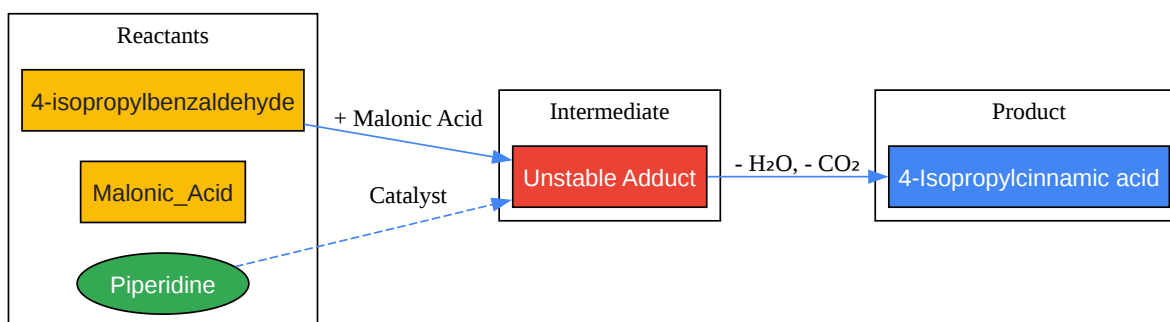 Reactants
4-isopropylbenzaldehyde
Malonic_Acid
Piperidine
+ Malonic Acid
Catalyst
Intermediate
Unstable Adduct
- H₂O, - CO₂
Product
4-Isopropylcinnamic acid